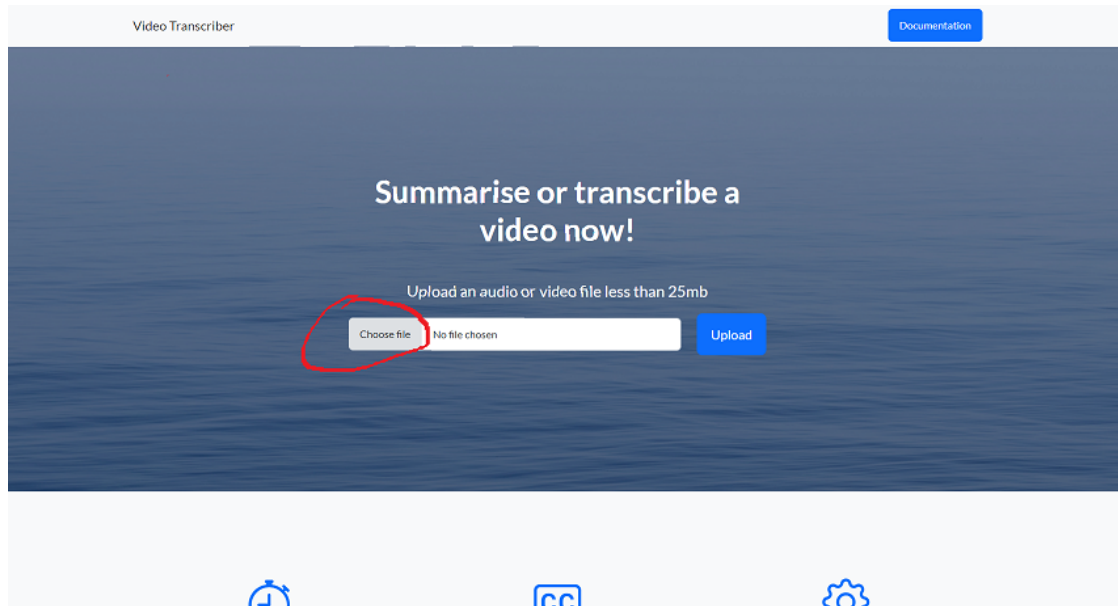 Video Transcriber
Documentation
Summarise or transcribe a
video now!
Upload an audio or video file less than 25mb
Choose file No file chosen
Upload
CC